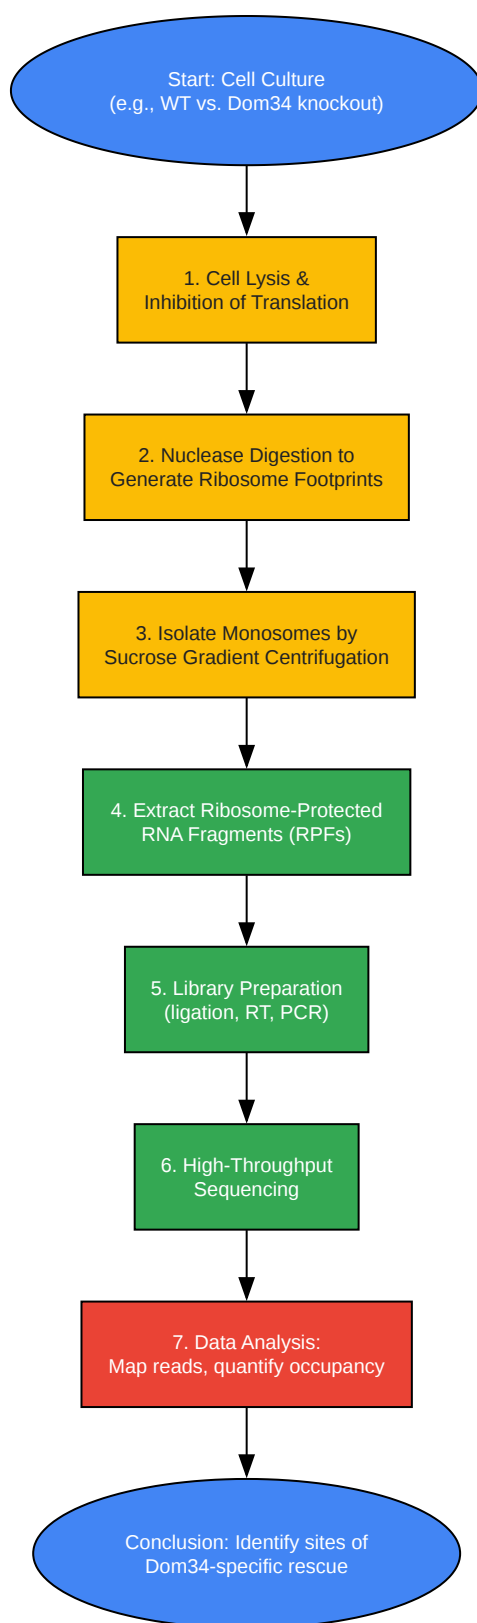 Start: Cell Culture
(e.g., WT vs. Dom34 knockout)
1. Cell Lysis &
Inhibition of Translation
2. Nuclease Digestion to
Generate Ribosome Footprints
3. Isolate Monosomes by
Sucrose Gradient Centrifugation
4. Extract Ribosome-Protected
RNA Fragments (RPFs)
5. Library Preparation
(ligation, RT, PCR)
6. High-Throughput
Sequencing
7. Data Analysis:
Map reads, quantify occupancy
Conclusion: Identify sites of
Dom34-specific rescue